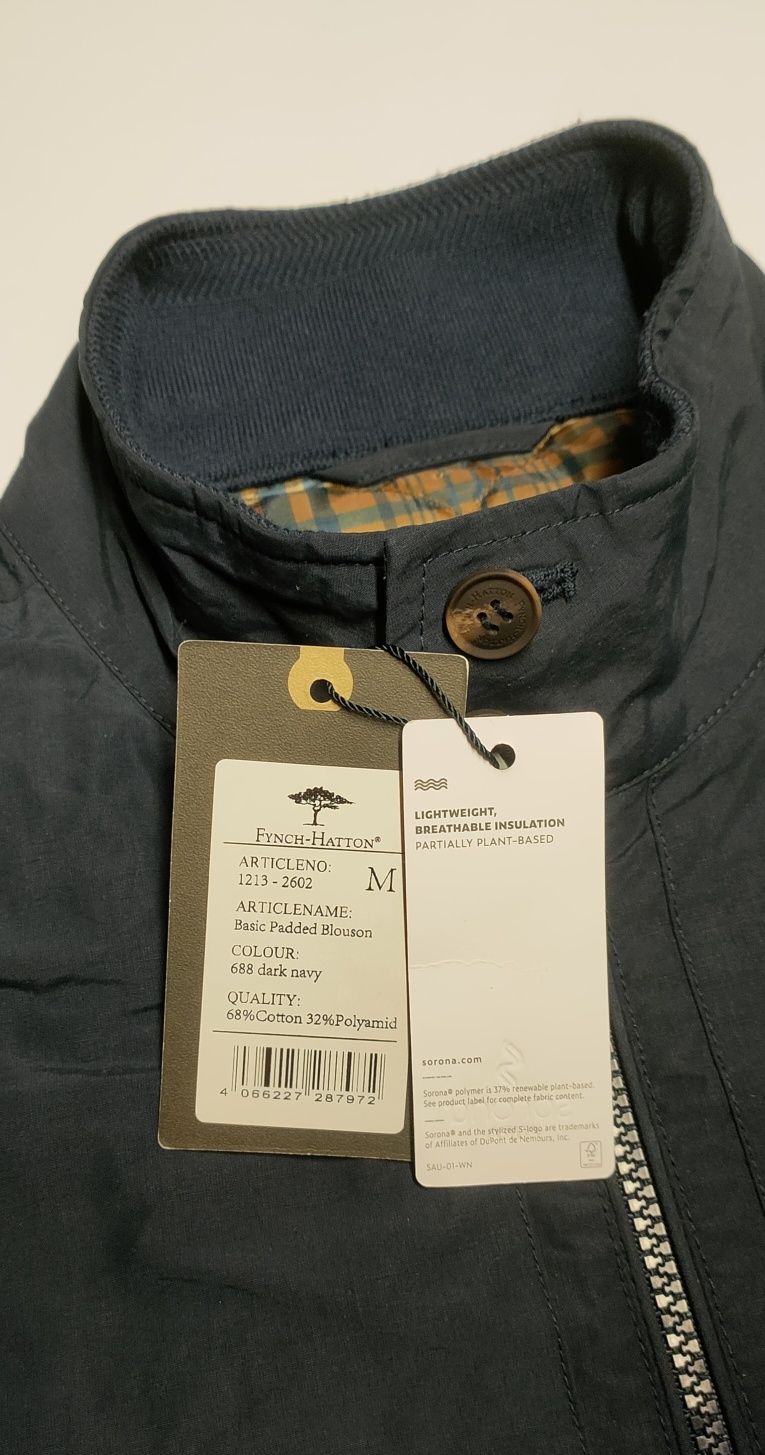 FYNCH-HATTON®
ARTICLENO:
1213 - 2602
M
ARTICLENAME:
Basic Padded Blouson
COLOUR:
688 dark navy
QUALITY:
68%Cotton 32%Polyamid
4 066227 287972
LIGHTWEIGHT,
BREATHABLE INSULATION
PARTIALLY PLANT-BASED
sorona.com
Sorona® polymer is 37% renewable plant-based.
See product label for complete fabric content.
Sorona® and the stylized S-logo are trademarks
of Affiliates of DuPont de Nemours, Inc.
SAU-01-WN
HATTON